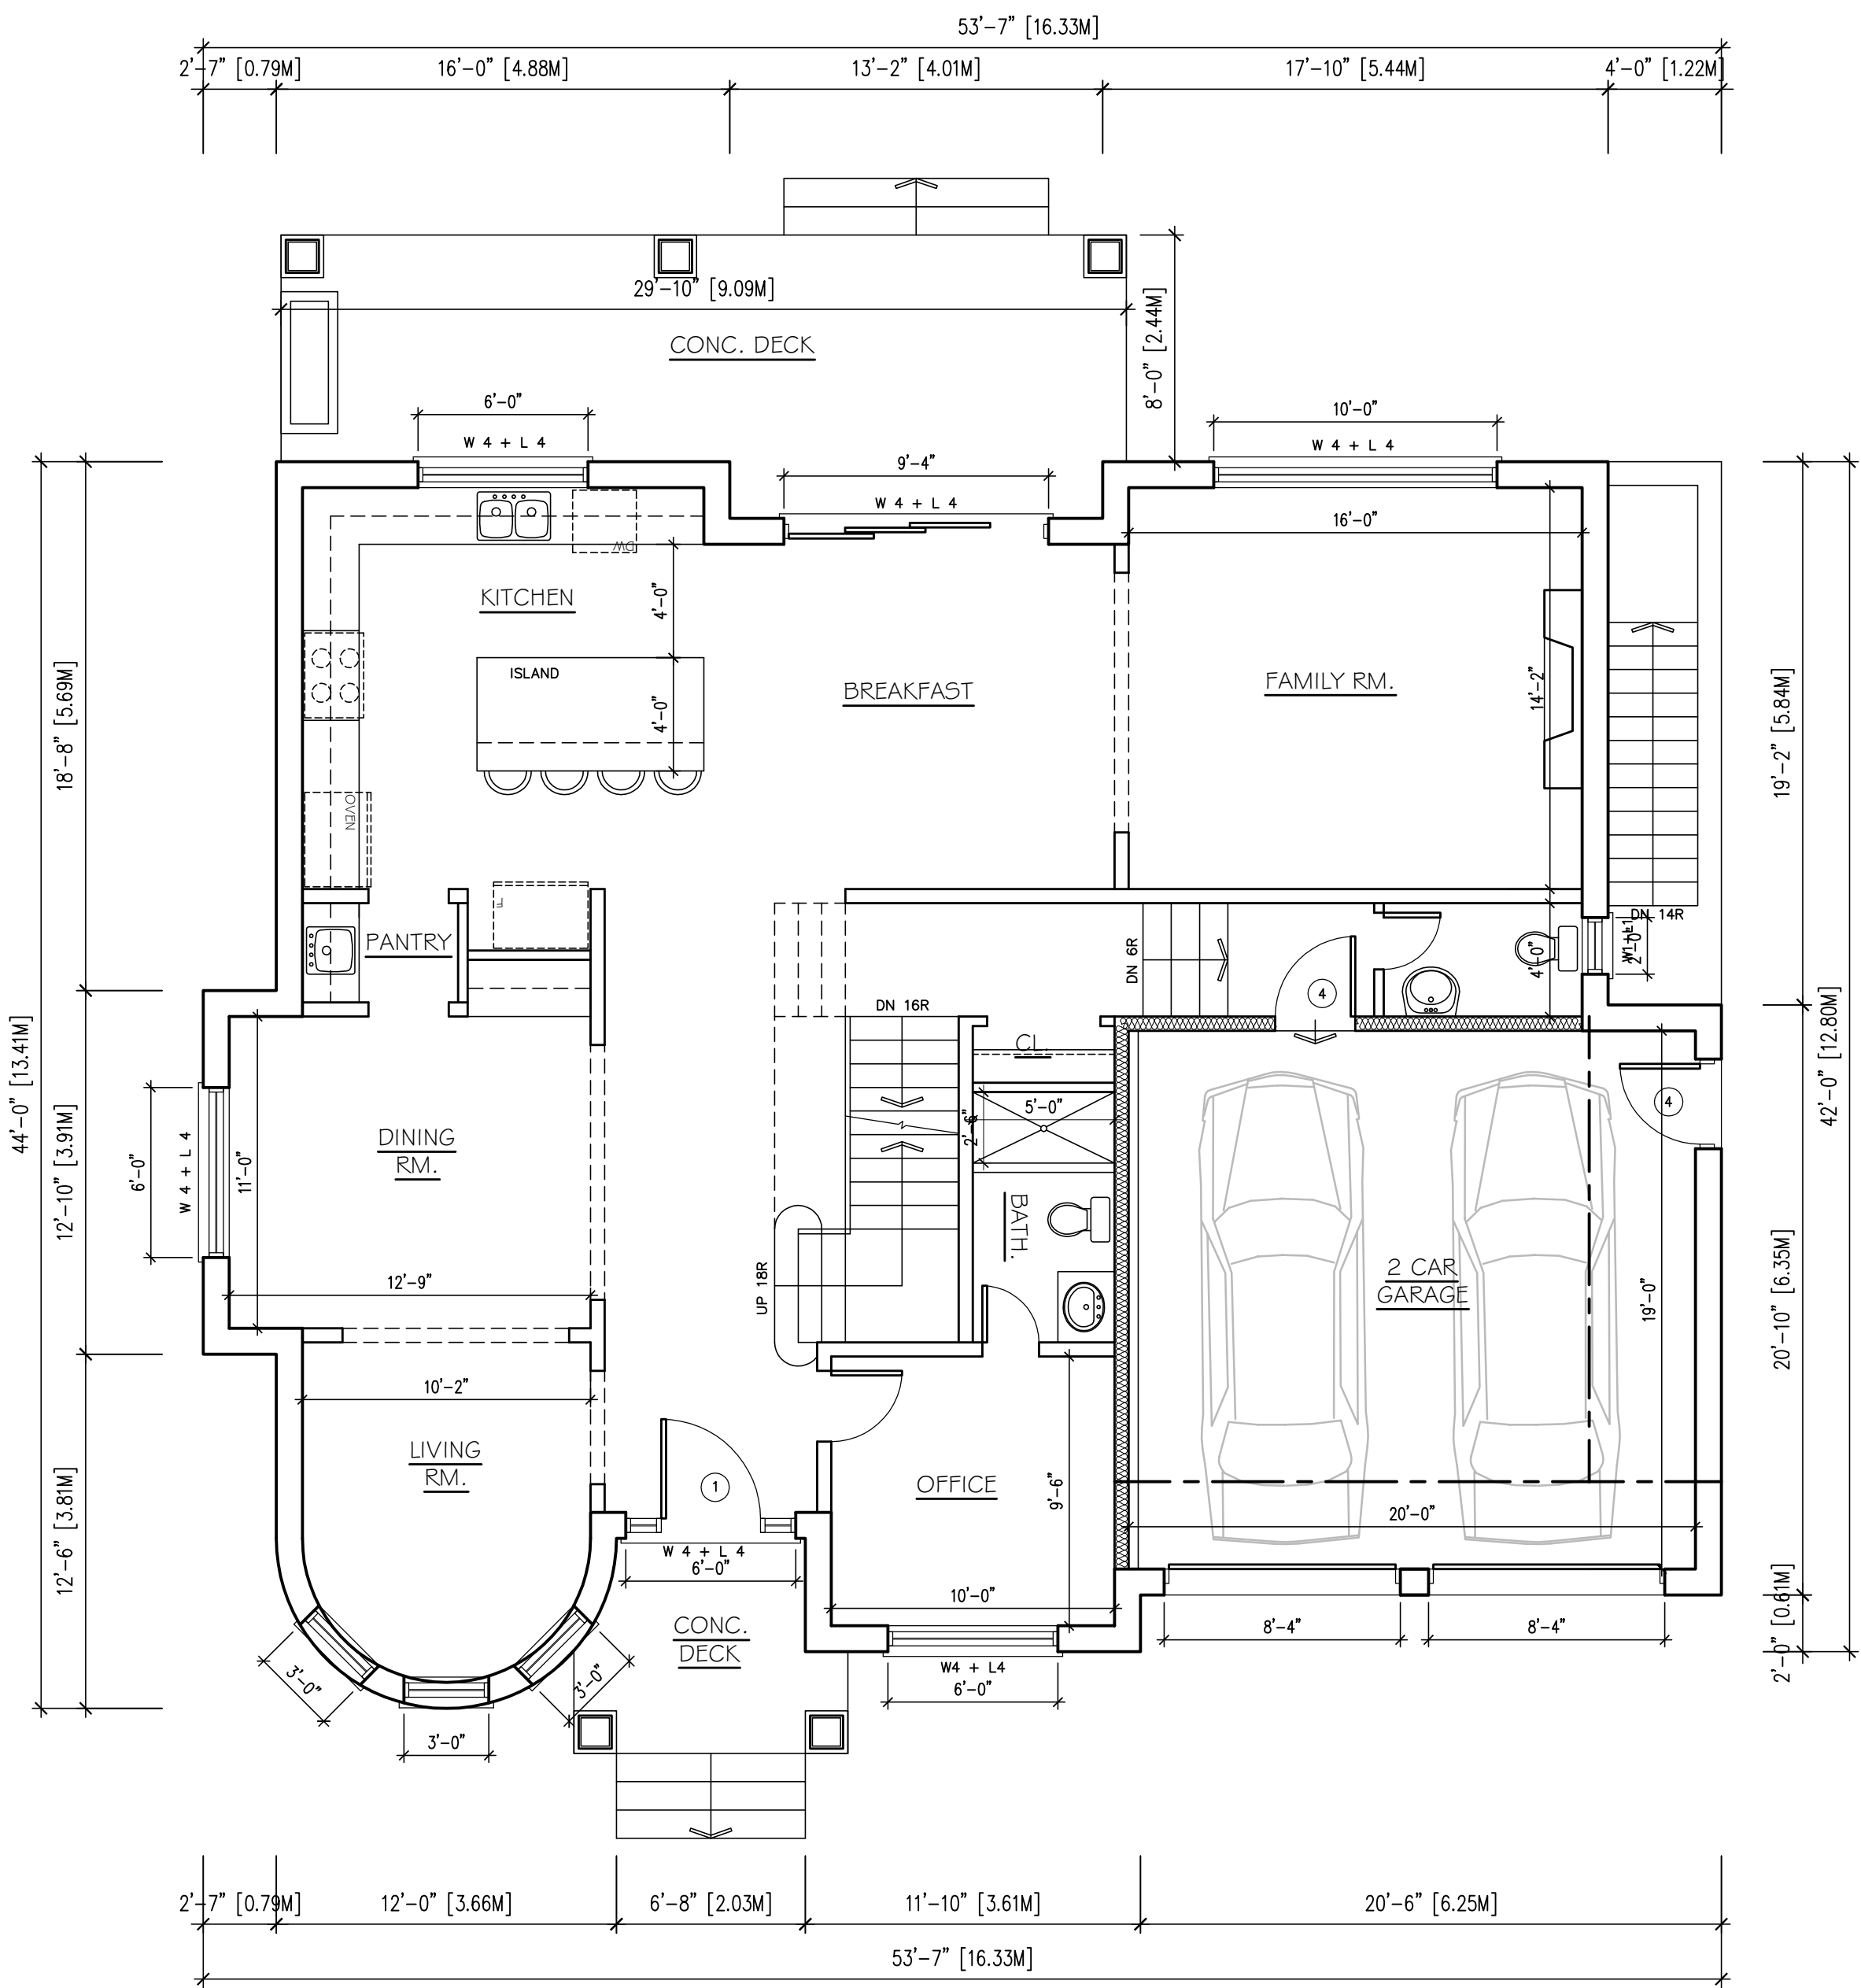 53'-7" [16.33M]
2'-7" [0.79M] 16'-0" [4.88M] 13'-2" [4.01M] 17'-10" [5.44M] 4'-0" [1.22M]
29'-10" [9.09M]
8'-0" [2.44M]
CONC. DECK
6'-0"
W 4 + L 4
9'-4"
W 4 + L 4
10'-0"
W 4 + L 4
16'-0"
DW
KITCHEN
4'-0"
ISLAND
4'-0"
BREAKFAST
FAMILY RM.
14'-2"
OVEN
18'-8" [5.69M]
19'-2" [5.84M]
F
PANTRY
DN 6R
4
4'-0"
W1+L1
2'-0"
DN 14R
DN 16R
CL.
44'-0" [13.41M]
42'-0" [12.80M]
12'-10" [3.91M]
6'-0"
W 4 + L 4
11'-0"
DINING
RM.
12'-9"
5'-0"
2'-6"
BATH.
UP 18R
4
2 CAR
GARAGE
19'-0"
20'-10" [6.35M]
10'-2"
LIVING
RM.
1
OFFICE
9'-6"
20'-0"
12'-6" [3.81M]
W 4 + L 4
6'-0"
10'-0"
CONC.
DECK
8'-4" 8'-4"
2'-0" [0.61M]
W4 + L4
6'-0"
3'-0"
3'-0"
3'-0"
2'-7" [0.79M] 12'-0" [3.66M] 6'-8" [2.03M] 11'-10" [3.61M] 20'-6" [6.25M]
53'-7" [16.33M]